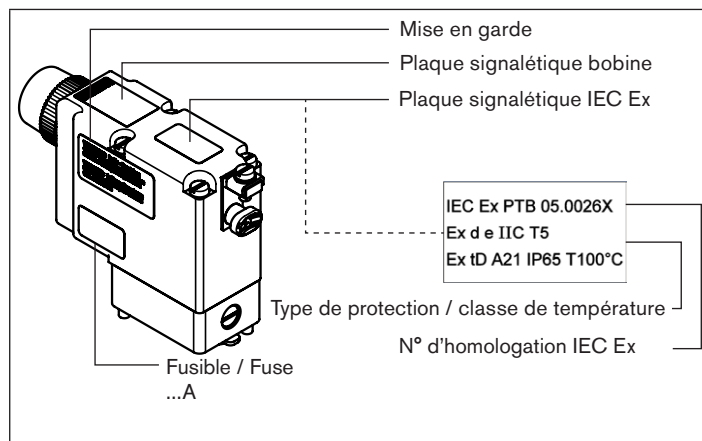 Mise en garde
Plaque signalétique bobine
Plaque signalétique IEC Ex
IEC Ex PTB 05.0026X
Ex d e IIC T5
Ex tD A21 IP65 T100°C
Type de protection / classe de température
N° d'homologation IEC Ex
Fusible / Fuse
...A